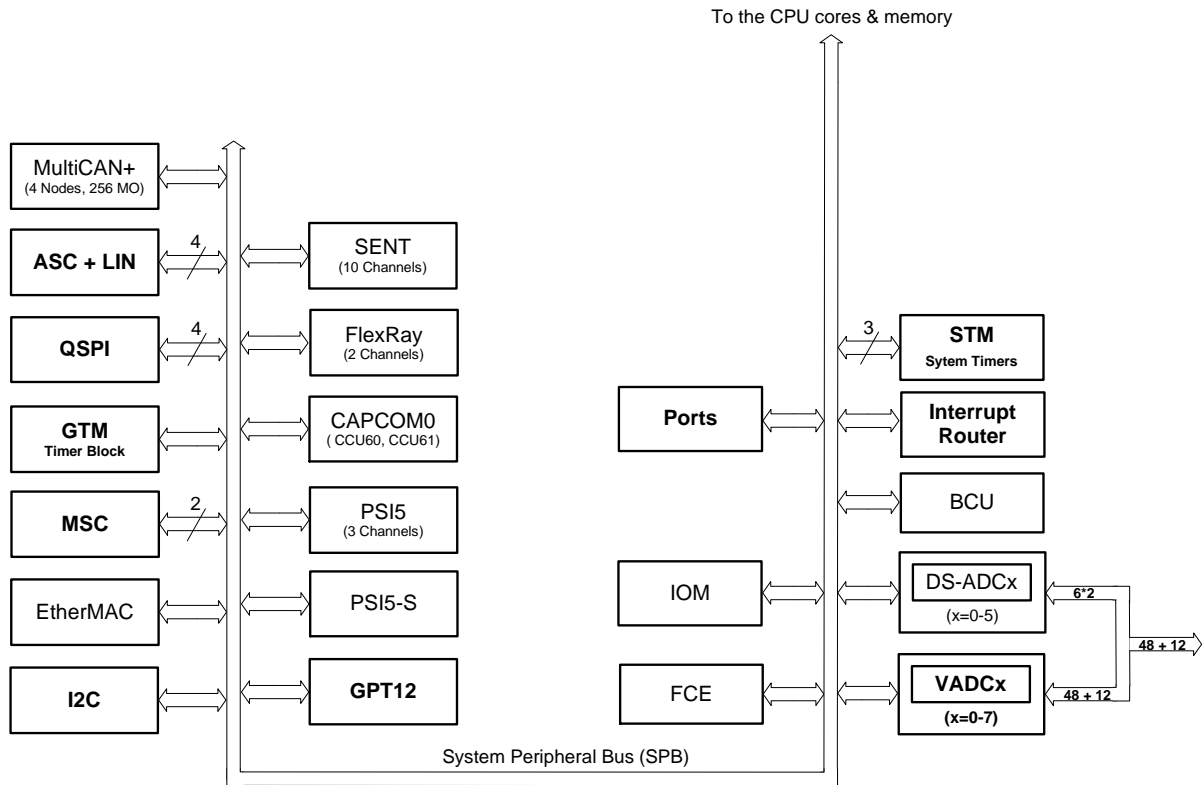 To the CPU cores & memory
MultiCAN+
(4 Nodes, 256 MO)
ASC + LIN
4
QSPI
4
GTM
Timer Block
MSC
2
EtherMAC
I2C
SENT
(10 Channels)
FlexRay
(2 Channels)
CAPCOM0
( CCU60, CCU61)
PSI5
(3 Channels)
PSI5-S
GPT12
System Peripheral Bus (SPB)
Ports
IOM
FCE
3
STM
Sytem Timers
Interrupt
Router
BCU
DS-ADCx
(x=0-5)
6*2
48 + 12
VADCx
(x=0-7)
48 + 12